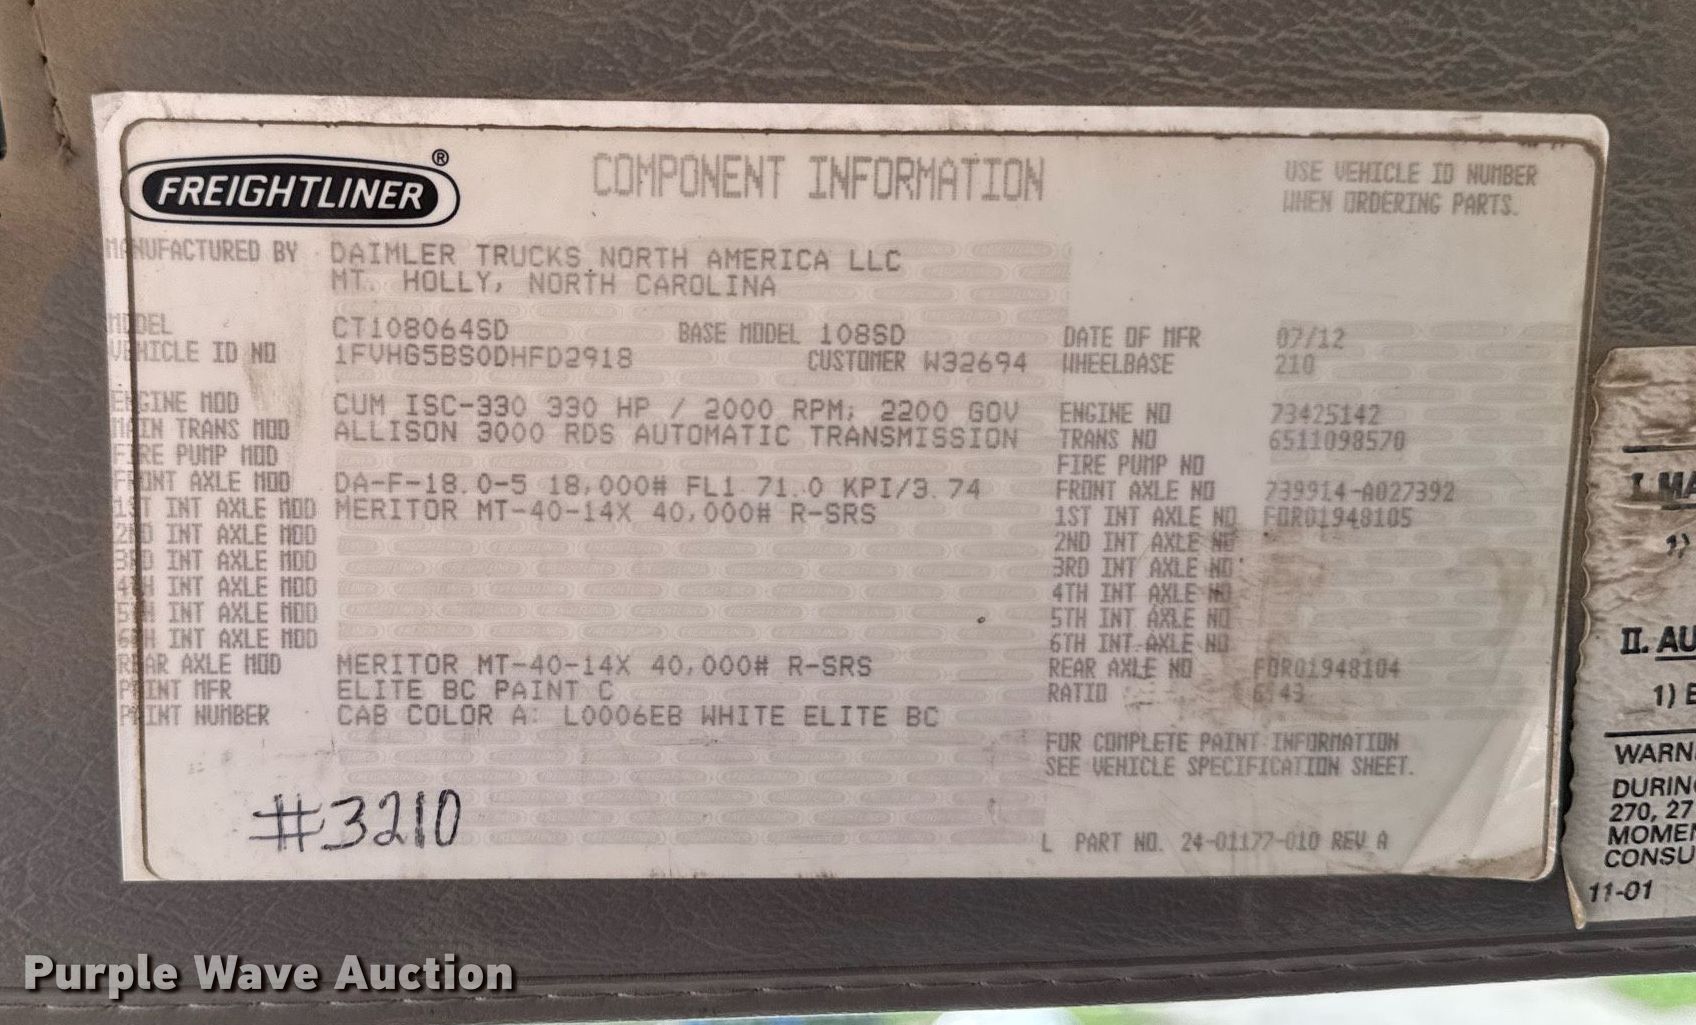 FREIGHTLINER ®
COMPONENT INFORMATION
USE VEHICLE ID NUMBER
WHEN ORDERING PARTS.
MANUFACTURED BY DAIMLER TRUCKS NORTH AMERICA LLC
MT. HOLLY, NORTH CAROLINA
MODEL CT108064SD BASE MODEL 108SD DATE OF MFR 07/12
VEHICLE ID NO 1FVHG5BS0DHFD2918 CUSTOMER W32694 WHEELBASE 210
ENGINE MOD CUM ISC-330 330 HP / 2000 RPM; 2200 GOV ENGINE NO 73425142
MAIN TRANS MOD ALLISON 3000 RDS AUTOMATIC TRANSMISSION TRANS NO 6511098570
FIRE PUMP MOD FIRE PUMP NO
FRONT AXLE MOD DA-F-18.0-5 18,000# FL1 71.0 KPI/3.74 FRONT AXLE NO 739914-A027392
1ST INT AXLE MOD MERITOR MT-40-14X 40,000# R-SRS 1ST INT AXLE NO FOR01948105
2ND INT AXLE MOD 2ND INT AXLE NO
3RD INT AXLE MOD 3RD INT AXLE NO
4TH INT AXLE MOD 4TH INT AXLE NO
5TH INT AXLE MOD 5TH INT AXLE NO
6TH INT AXLE MOD 6TH INT AXLE NO
REAR AXLE MOD MERITOR MT-40-14X 40,000# R-SRS REAR AXLE NO FOR01948104
PAINT MFR ELITE BC PAINT C RATIO 6.43
PAINT NUMBER CAB COLOR A: L0006EB WHITE ELITE BC
FOR COMPLETE PAINT INFORMATION
SEE VEHICLE SPECIFICATION SHEET.
#3210
L PART NO. 24-01177-010 REV A
I. MA
1)
II. AU
1) E
WARNI
DURING
270, 27
MOMEN
CONSU
11-01
Purple Wave Auction